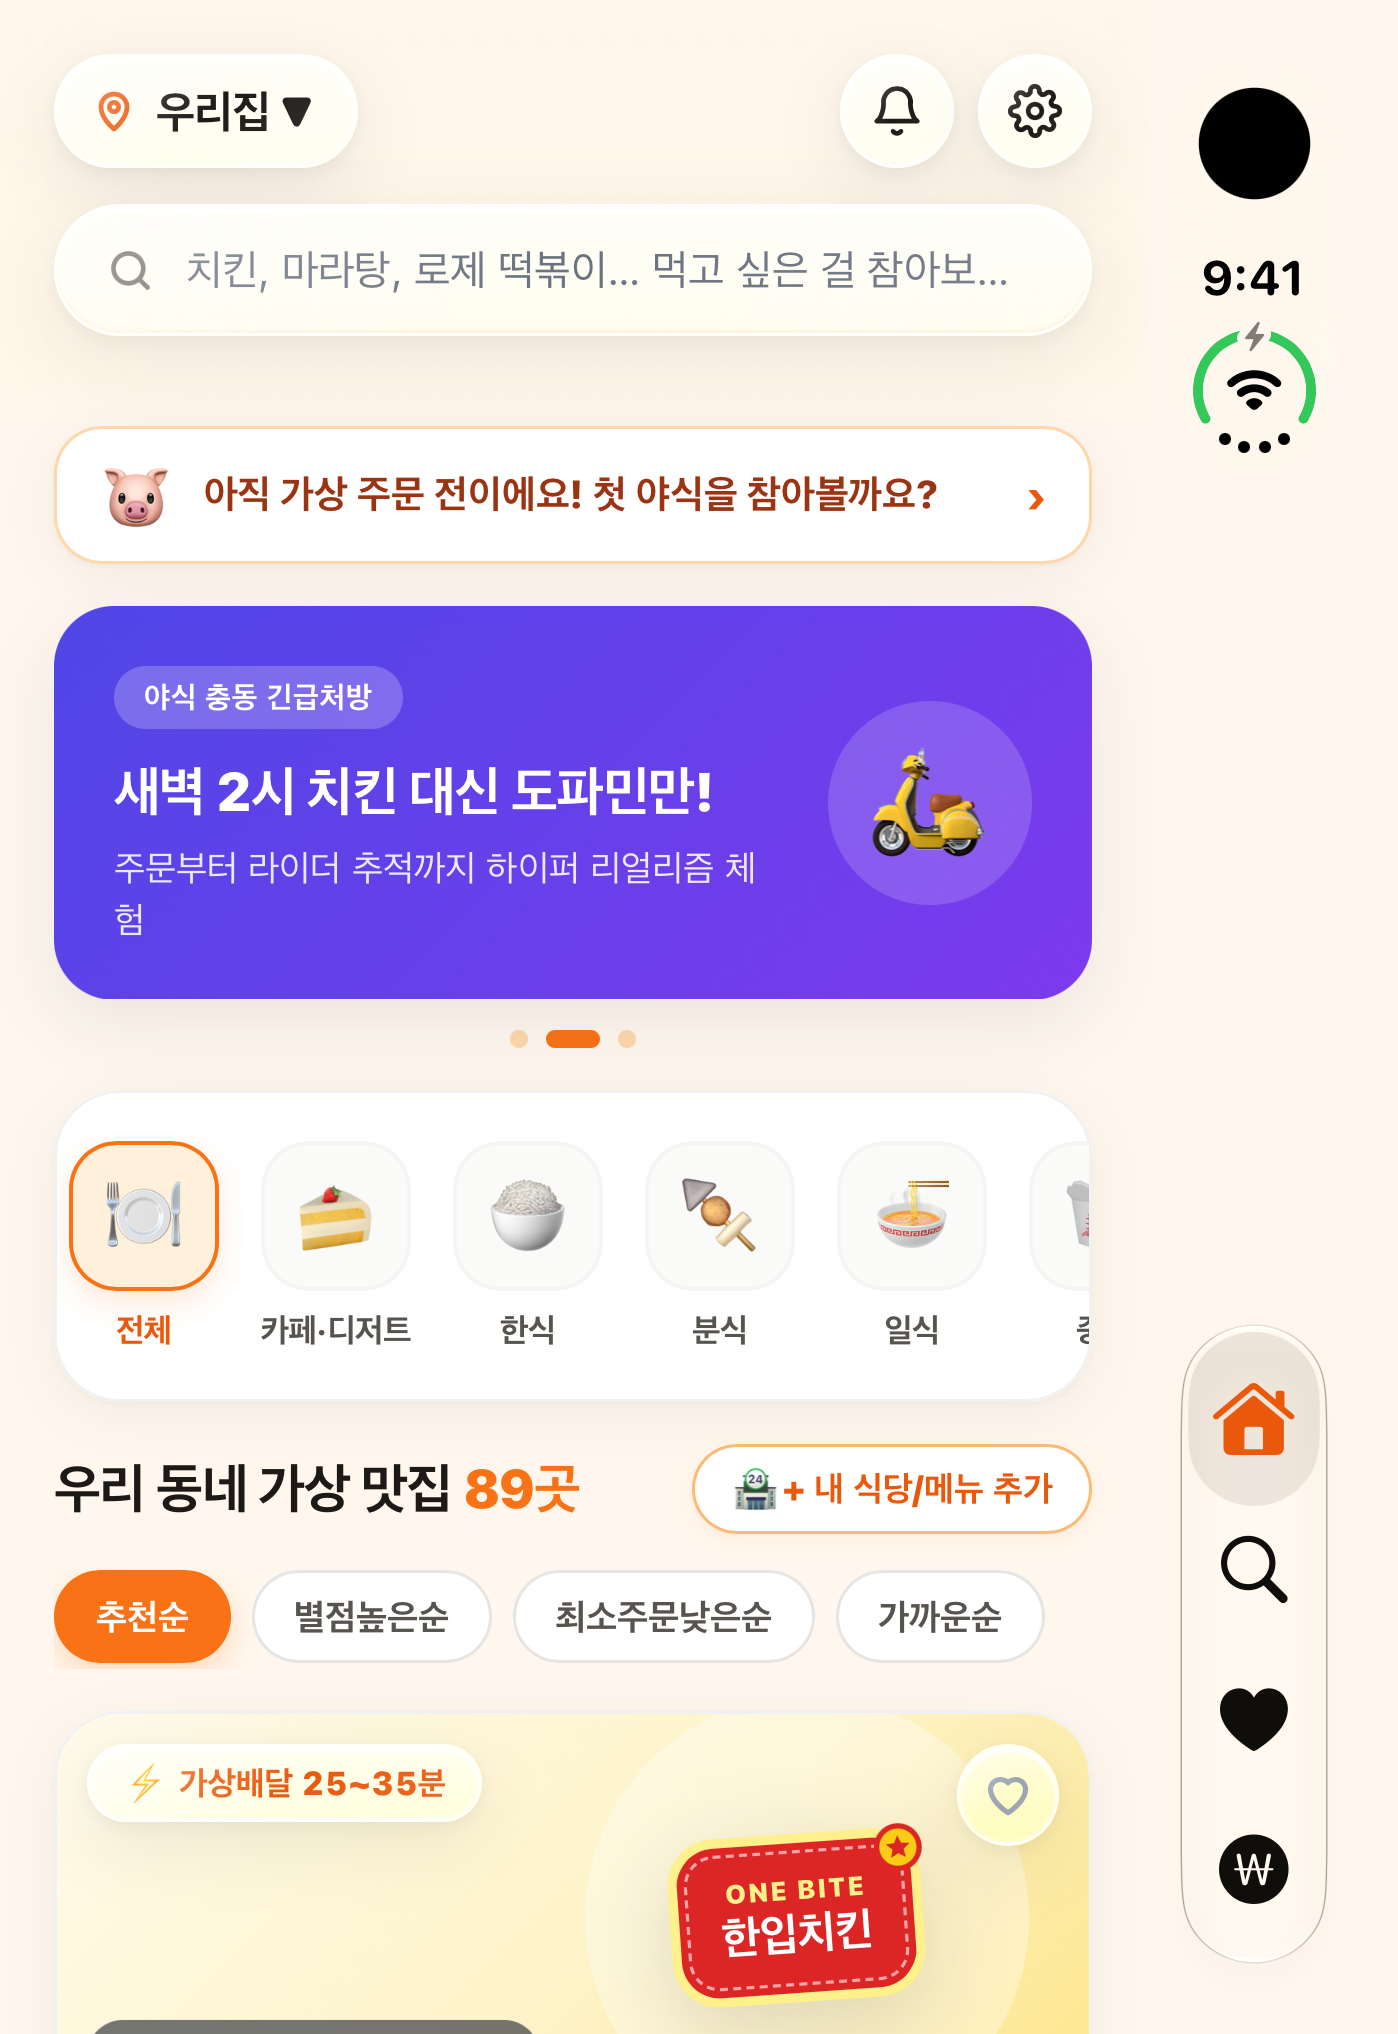 우리집 ▼
치킨, 마라탕, 로제 떡볶이... 먹고 싶은 걸 참아보...
9:41
아직 가상 주문 전이에요! 첫 야식을 참아볼까요? ›
야식 충동 긴급처방
새벽 2시 치킨 대신 도파민만!
주문부터 라이더 추적까지 하이퍼 리얼리즘 체
험
전체
카페·디저트
한식
분식
일식
우리 동네 가상 맛집 89곳
24
+ 내 식당/메뉴 추가
추천순
별점높은순
최소주문낮은순
가까운순
가상배달 25~35분
ONE BITE
한입치킨
₩